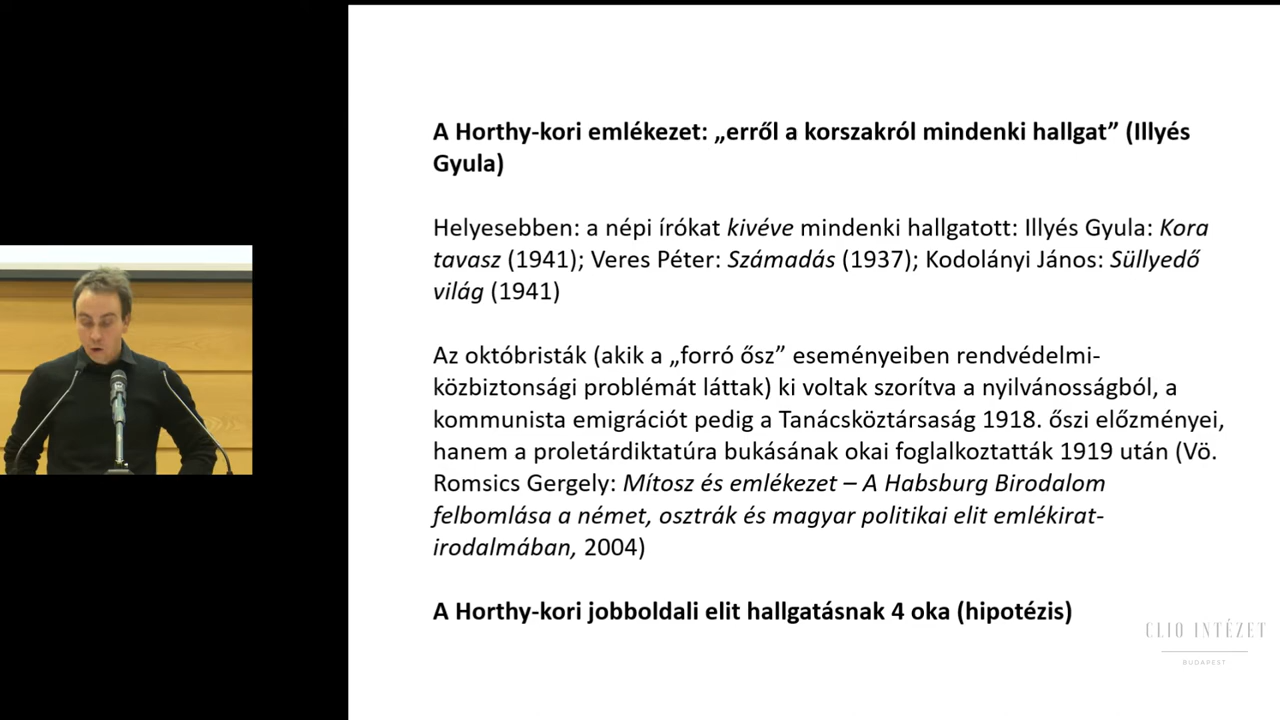 A Horthy-kori emlékezet: „erről a korszakról mindenki hallgat” (Illyés
Gyula)
Helyesebben: a népi írókat kivéve mindenki hallgatott: Illyés Gyula: Kora
tavasz (1941); Veres Péter: Számadás (1937); Kodolányi János: Süllyedő
világ (1941)
Az októbristák (akik a „forró ősz” eseményeiben rendvédelmi-
közbiztonsági problémát láttak) ki voltak szorítva a nyilvánosságból, a
kommunista emigrációt pedig a Tanácsköztársaság 1918. őszi előzményei,
hanem a proletárdiktatúra bukásának okai foglalkoztatták 1919 után (Vö.
Romsics Gergely: Mítosz és emlékezet – A Habsburg Birodalom
felbomlása a német, osztrák és magyar politikai elit emlékirat-
irodalmában, 2004)
A Horthy-kori jobboldali elit hallgatásnak 4 oka (hipotézis)
CLIO INTÉZET
BUDAPEST